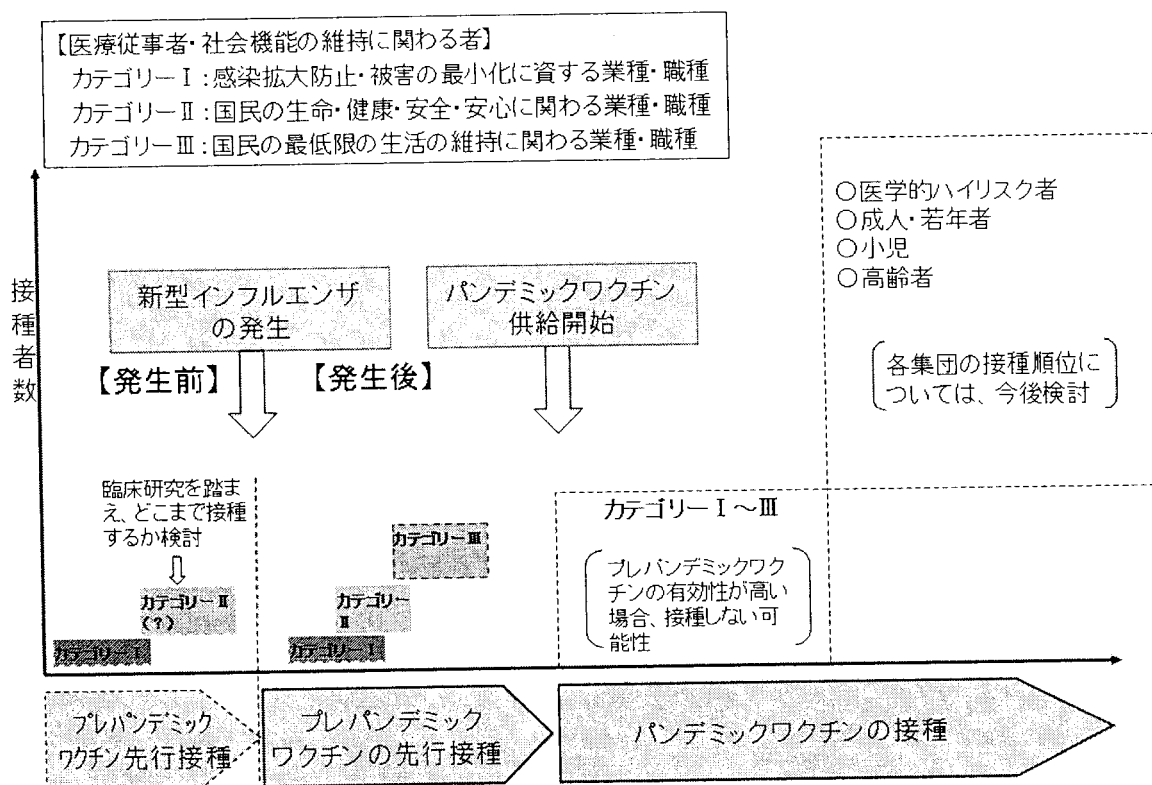 【医療従事者・社会機能の維持に関わる者】
カテゴリーⅠ:感染拡大防止・被害の最小化に資する業種・職種
カテゴリーⅡ:国民の生命・健康・安全・安心に関わる業種・職種
カテゴリーⅢ:国民の最低限の生活の維持に関わる業種・職種
接種者数
新型インフルエンザ
の発生
パンデミックワクチン
供給開始
【発生前】
【発生後】
○医学的ハイリスク者
○成人・若年者
○小児
○高齢者
各集団の接種順位に
ついては、今後検討
臨床研究を踏ま
え、どこまで接種
するか検討
カテゴリーⅡ
(?)
カテゴリーⅠ
カテゴリーⅢ
カテゴリー
Ⅱ
カテゴリーⅠ
カテゴリーⅠ~Ⅲ
プレパンデミックワク
チンの有効性が高い
場合、接種しない可
能性
プレパンデミック
ワクチン先行接種
プレパンデミック
ワクチンの先行接種
パンデミックワクチンの接種